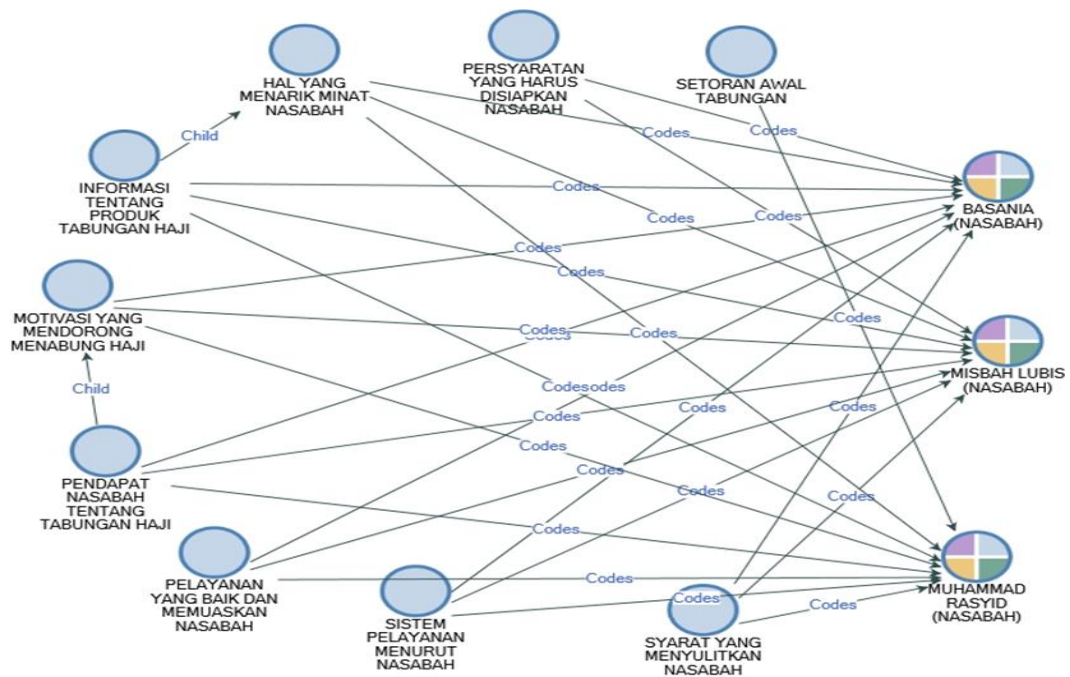 HAL YANG
MENARIK MINAT
NASABAH
PERSYARATAN
YANG HARUS
DISIAPKAN
NASABAH
SETORAN AWAL
TABUNGAN
Child
Codes
Codes
INFORMASI
TENTANG
PRODUK
TABUNGAN HAJI
Codes
BASANIA
(NASABAH)
Codes
Codes
Codes
Codes
MOTIVASI YANG
MENDORONG
MENABUNG HAJI
Codes
Codes
Codes
Codes
MISBAH LUBIS
(NASABAH)
Child
Codes
Codes
Codes
Codes
Codes
Codes
PENDAPAT
NASABAH
TENTANG
TABUNGAN HAJI
Codes
Codes
Codes
Codes
Codes
PELAYANAN
YANG BAIK DAN
MEMUASKAN
NASABAH
Codes
MUHAMMAD
RASYID
(NASABAH)
Codes
Codes
SISTEM
PELAYANAN
MENURUT
NASABAH
SYARAT YANG
MENYULITKAN
NASABAH